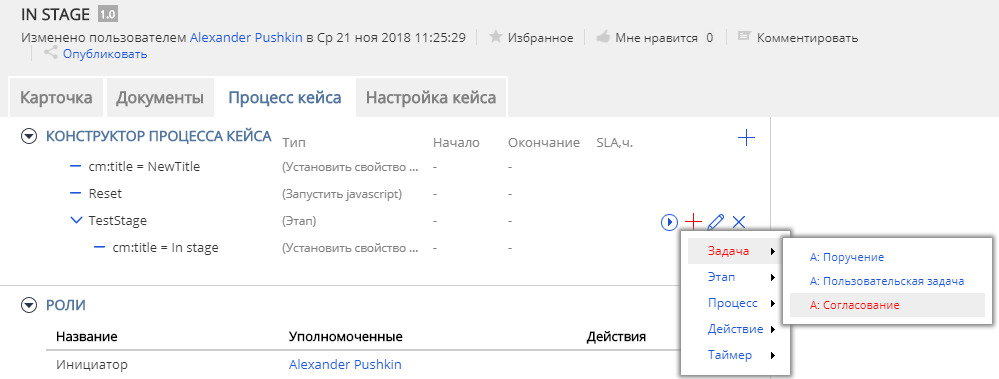 IN STAGE 1.0
Изменено пользователем Alexander Pushkin в Ср 21 ноя 2018 11:25:29 Избранное Мне нравится 0 Комментировать
Опубликовать
Карточка Документы Процесс кейса Настройка кейса
КОНСТРУКТОР ПРОЦЕССА КЕЙСА Тип Начало Окончание SLA,ч.
cm:title = NewTitle (Установить свойство ... - -
Reset (Запустить javascript) - -
TestStage (Этап) - -
cm:title = In stage (Установить свойство ... - -
Задача
Этап
Процесс
Действие
Таймер
А: Поручение
А: Пользовательская задача
А: Согласование
РОЛИ
Название Уполномоченные Действия
Инициатор Alexander Pushkin